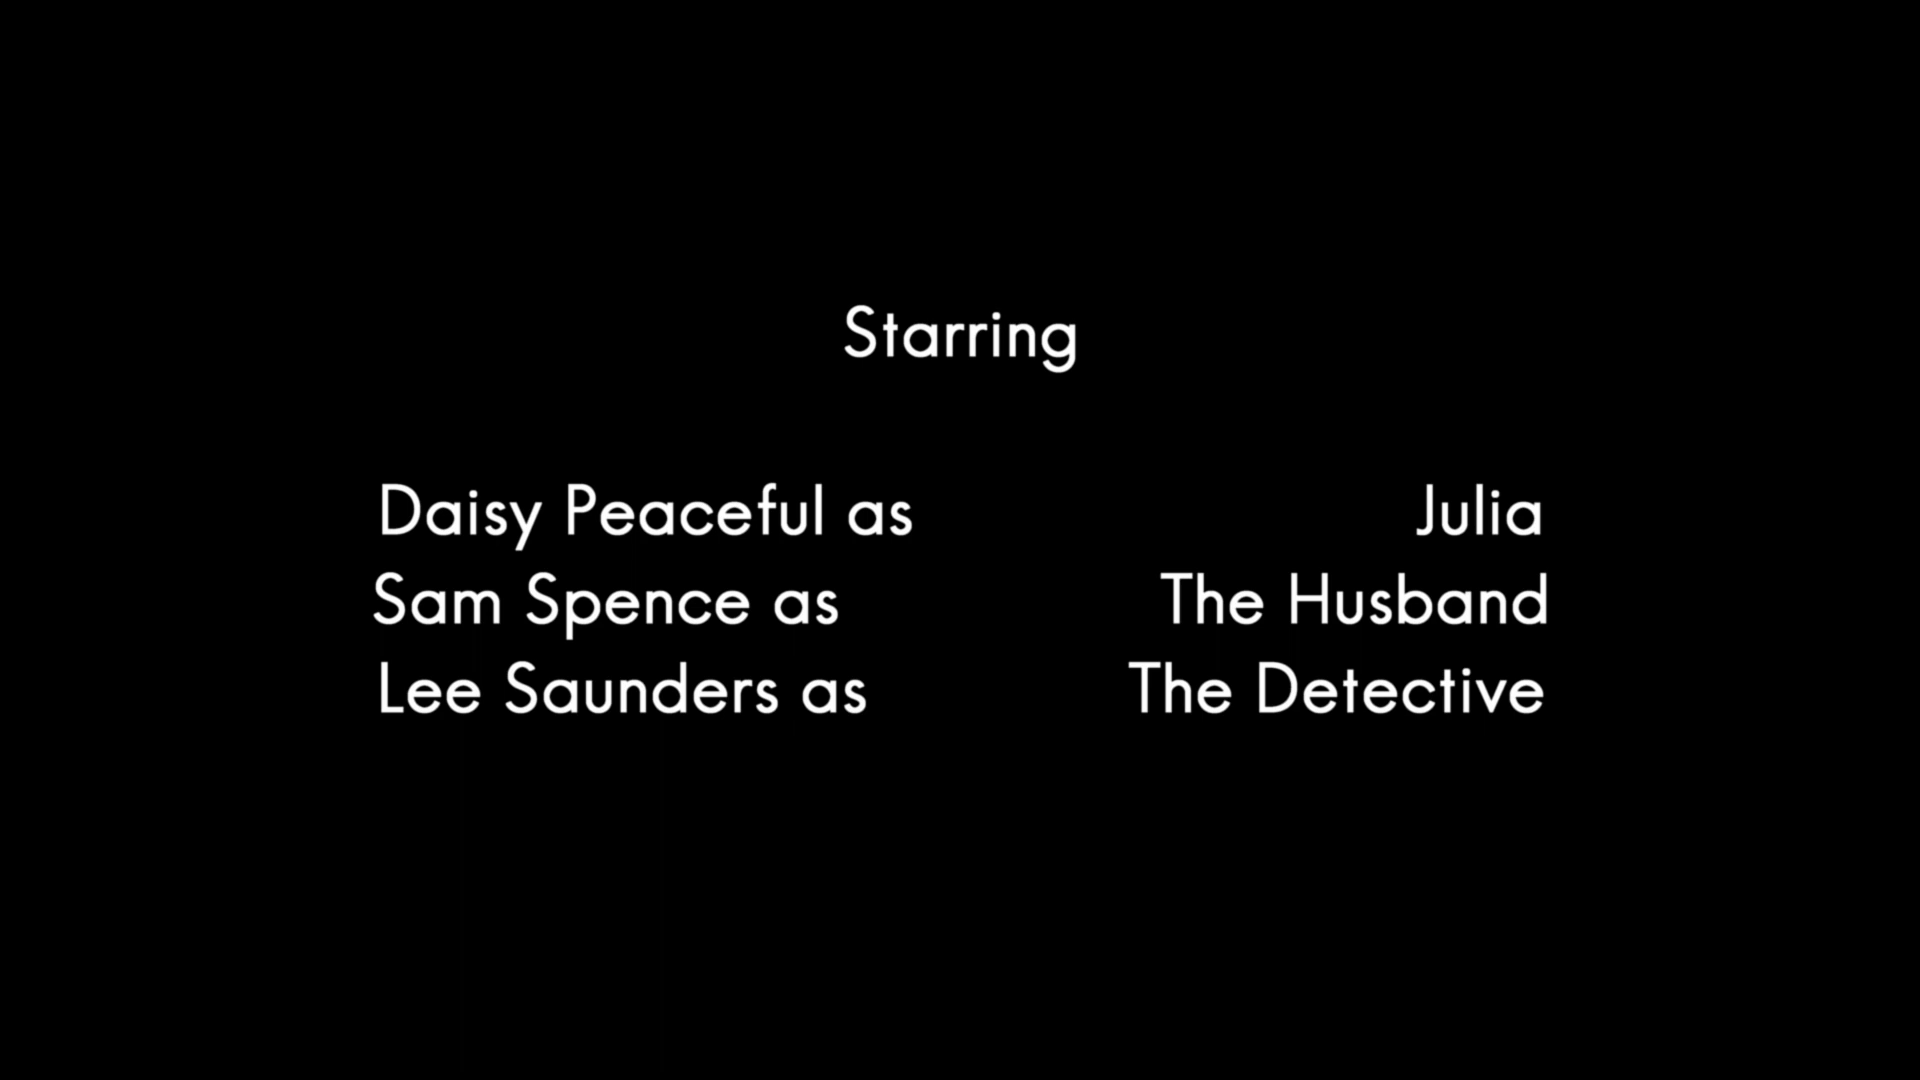 Starring
Daisy Peaceful as Julia
Sam Spence as The Husband
Lee Saunders as The Detective